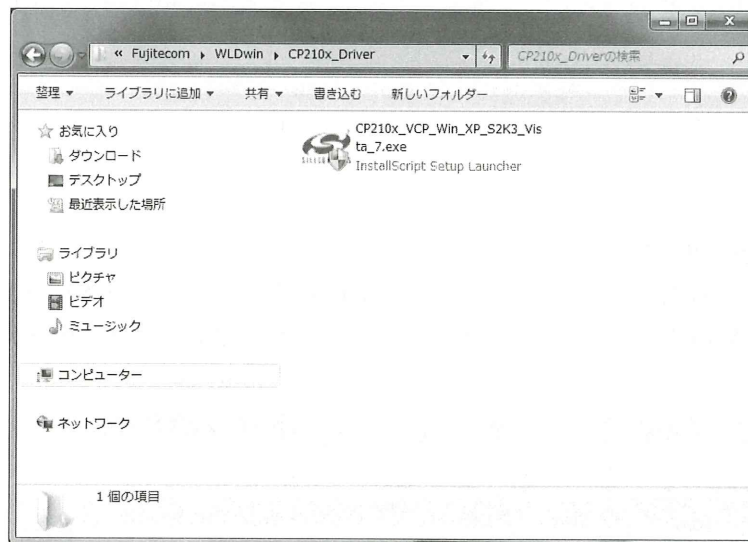 « Fujitecom ▸ WLDwin ▸ CP210x_Driver
CP210x_Driverの検索
整理 ▼ ライブラリに追加 ▼ 共有 ▼ 書き込む 新しいフォルダー
お気に入り
ダウンロード
デスクトップ
最近表示した場所
ライブラリ
ピクチャ
ビデオ
ミュージック
コンピューター
ネットワーク
CP210x_VCP_Win_XP_S2K3_Vis
ta_7.exe
InstallScript Setup Launcher
1 個の項目